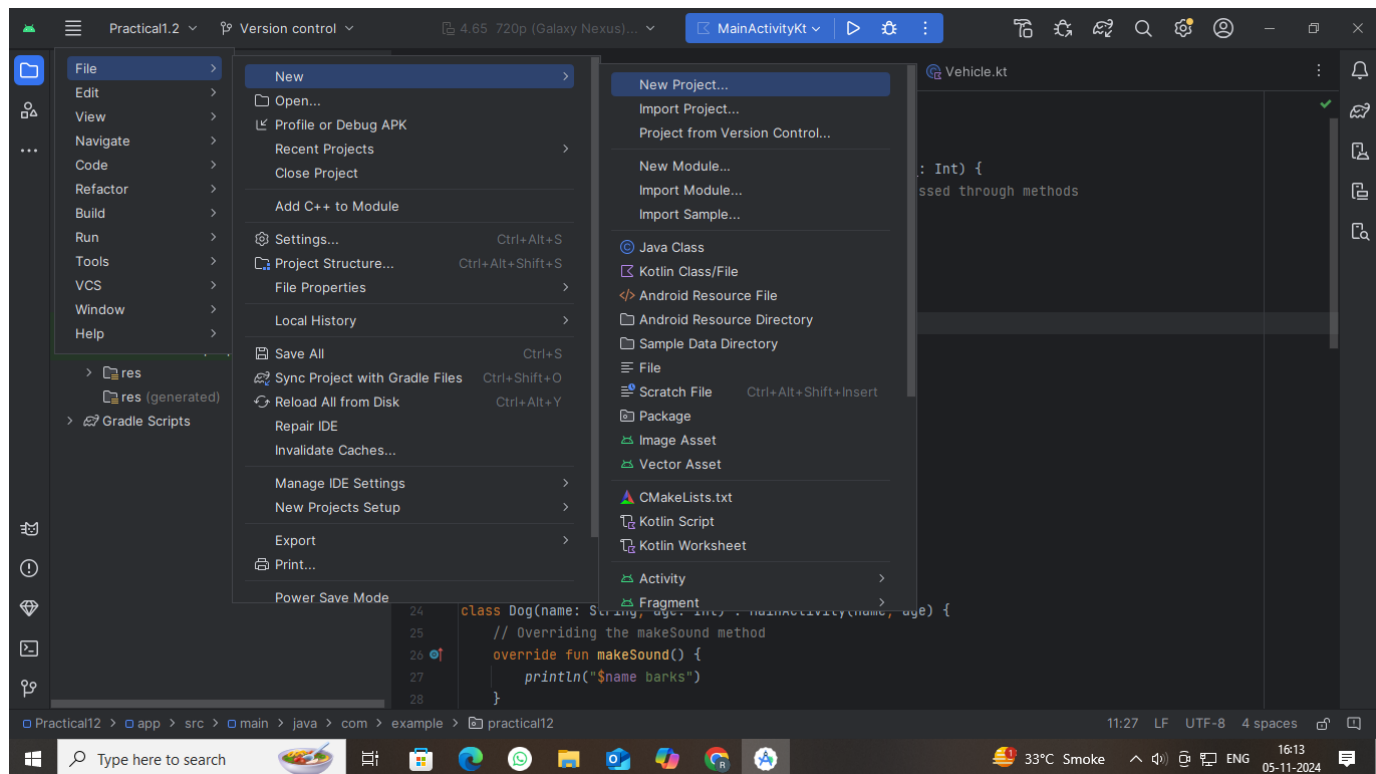 Practical1.2
Version control
4.65 720p (Galaxy Nexus)...
MainActivityKt
File
Edit
View
Navigate
Code
Refactor
Build
Run
Tools
VCS
Window
Help
res
res (generated)
Gradle Scripts
New
Open...
Profile or Debug APK
Recent Projects
Close Project
Add C++ to Module
Settings... Ctrl+Alt+S
Project Structure... Ctrl+Alt+Shift+S
File Properties
Local History
Save All Ctrl+S
Sync Project with Gradle Files Ctrl+Shift+O
Reload All from Disk Ctrl+Alt+Y
Repair IDE
Invalidate Caches...
Manage IDE Settings
New Projects Setup
Export
Print...
Power Save Mode
New Project...
Import Project...
Project from Version Control...
New Module...
Import Module...
Import Sample...
Java Class
Kotlin Class/File
Android Resource File
Android Resource Directory
Sample Data Directory
File
Scratch File Ctrl+Alt+Shift+Insert
Package
Image Asset
Vector Asset
CMakeLists.txt
Kotlin Script
Kotlin Worksheet
Activity
Fragment
Vehicle.kt
: Int) {
ssed through methods
24 class Dog(name: String, age: Int) : MainActivity(name, age) {
25 // Overriding the makeSound method
26 override fun makeSound() {
27 println("$name barks")
28 }
Practical12 > app > src > main > java > com > example > practical12
11:27 LF UTF-8 4 spaces
Type here to search
33°C Smoke
ENG
16:13
05-11-2024